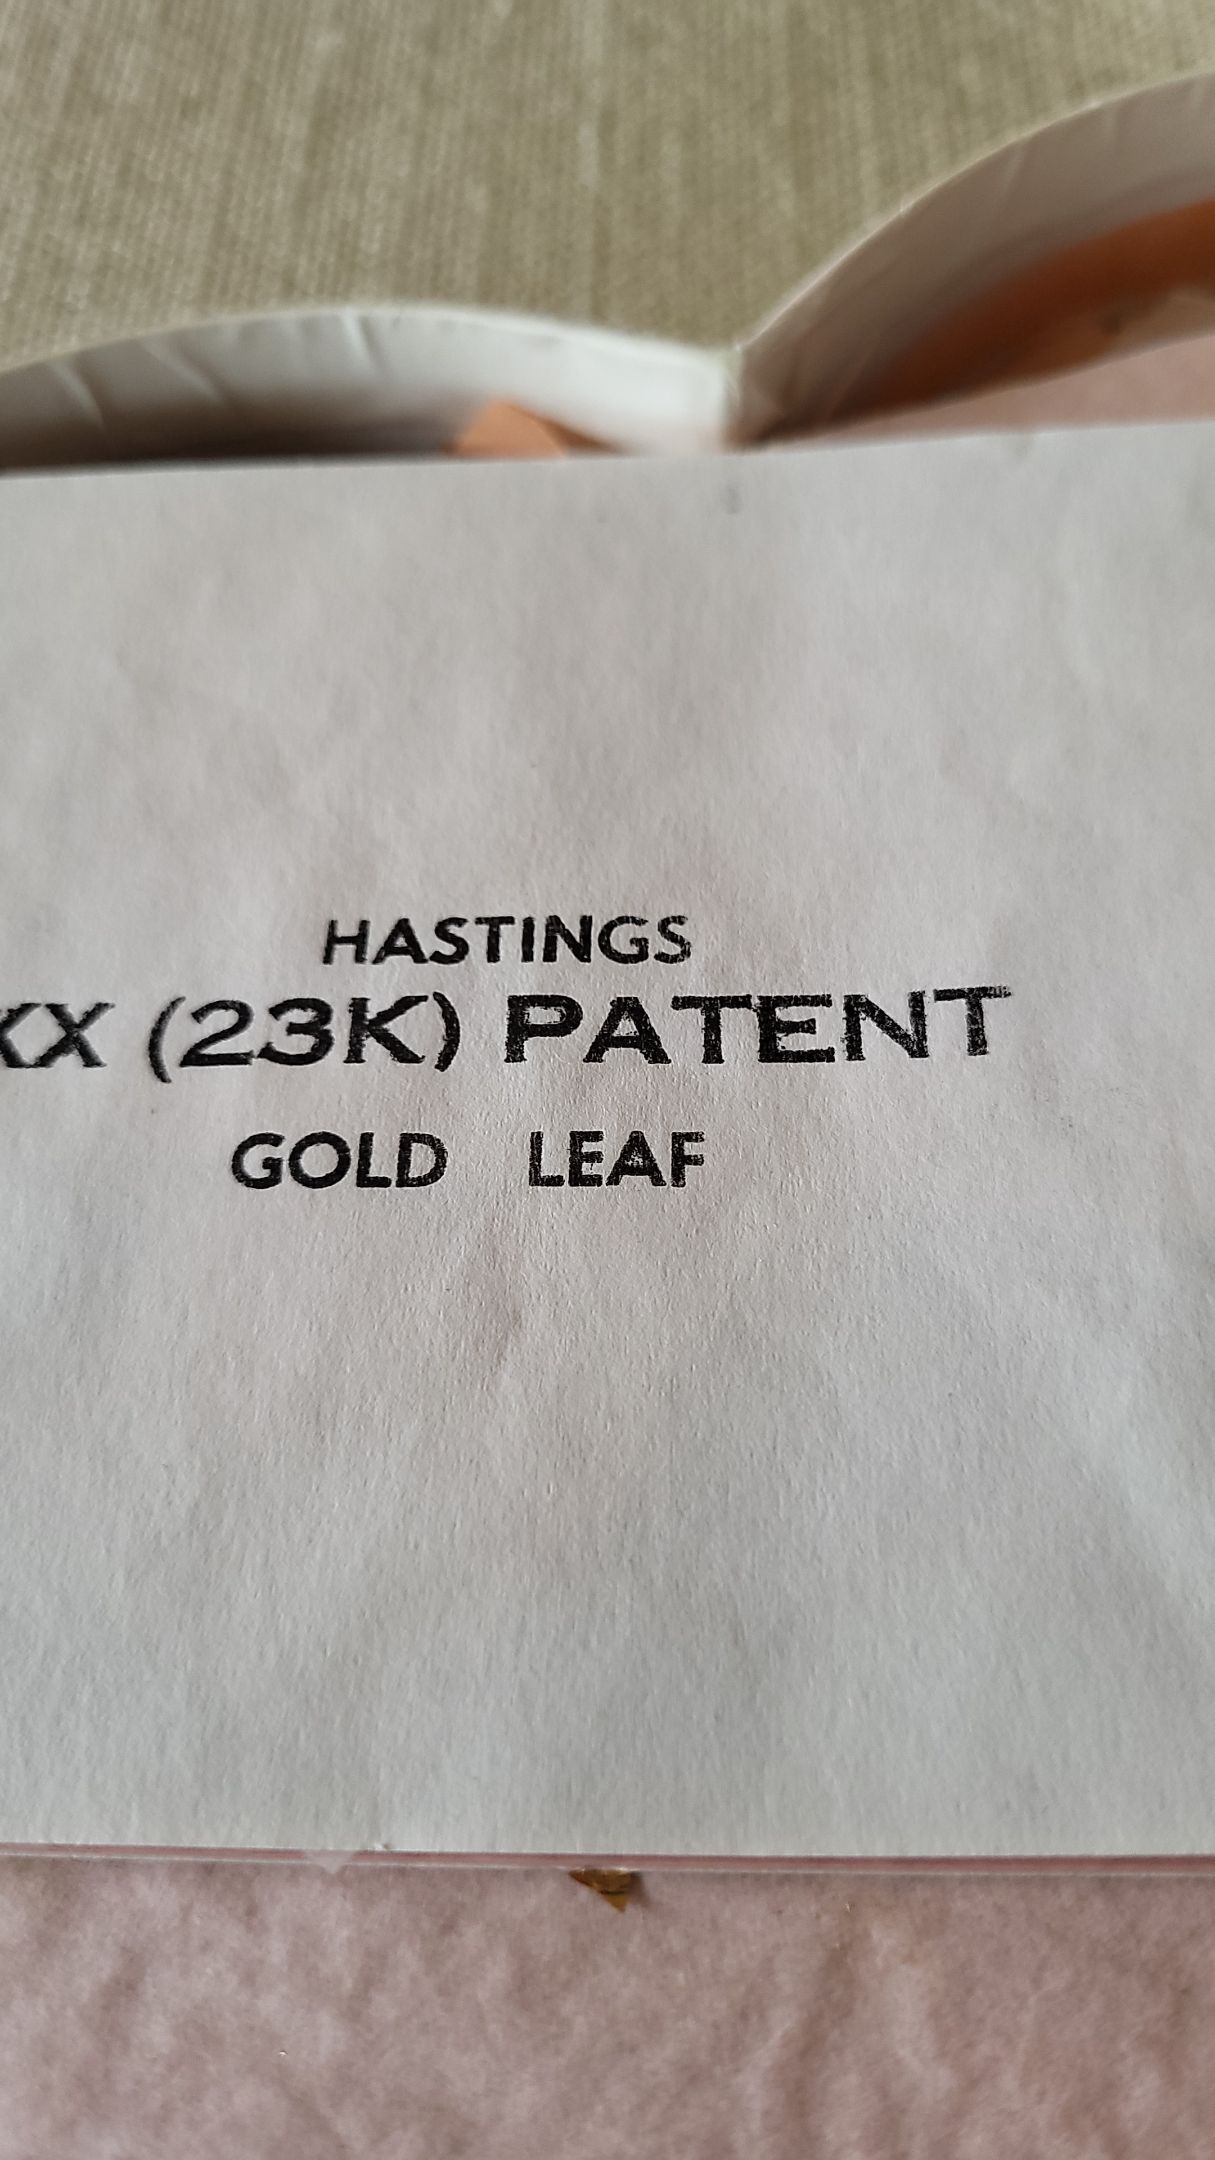 HASTINGS
XX (23K) PATENT
GOLD LEAF